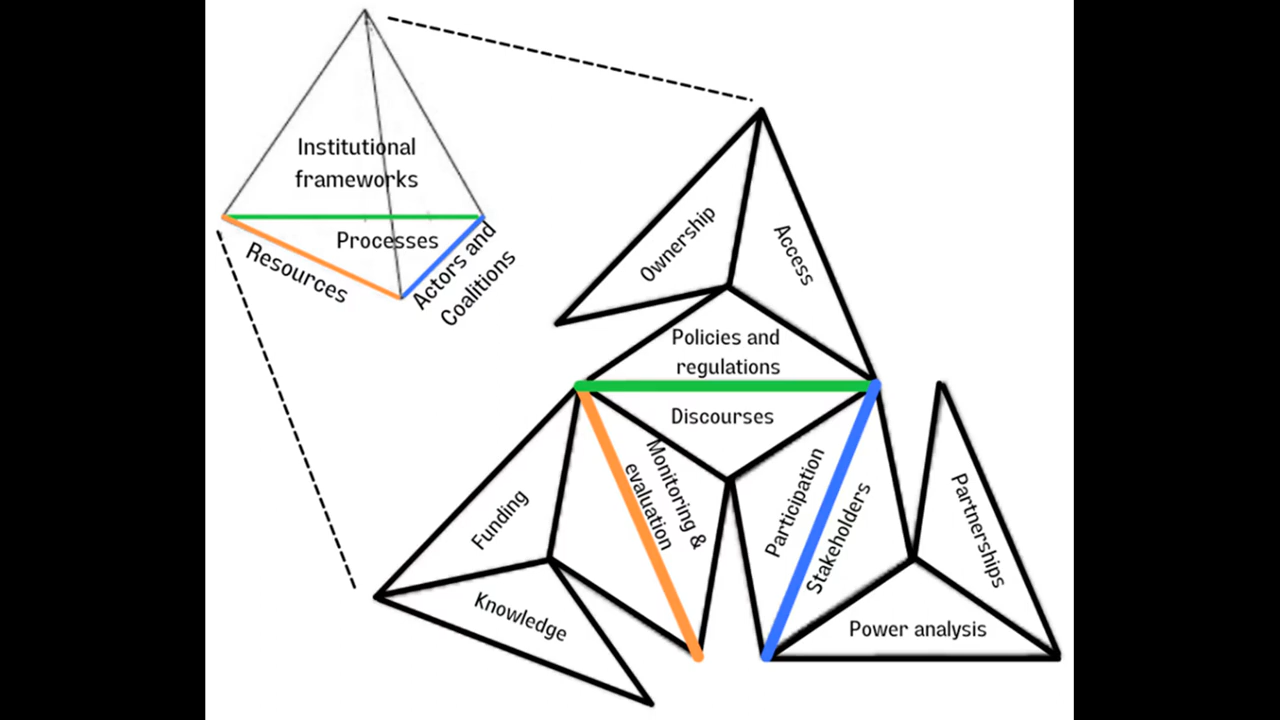 Institutional
frameworks
Processes
Resources
Actors and
Coalitions
Ownership
Access
Policies and
regulations
Discourses
Monitoring &
evaluation
Participation
Stakeholders
Partnerships
Funding
Knowledge
Power analysis